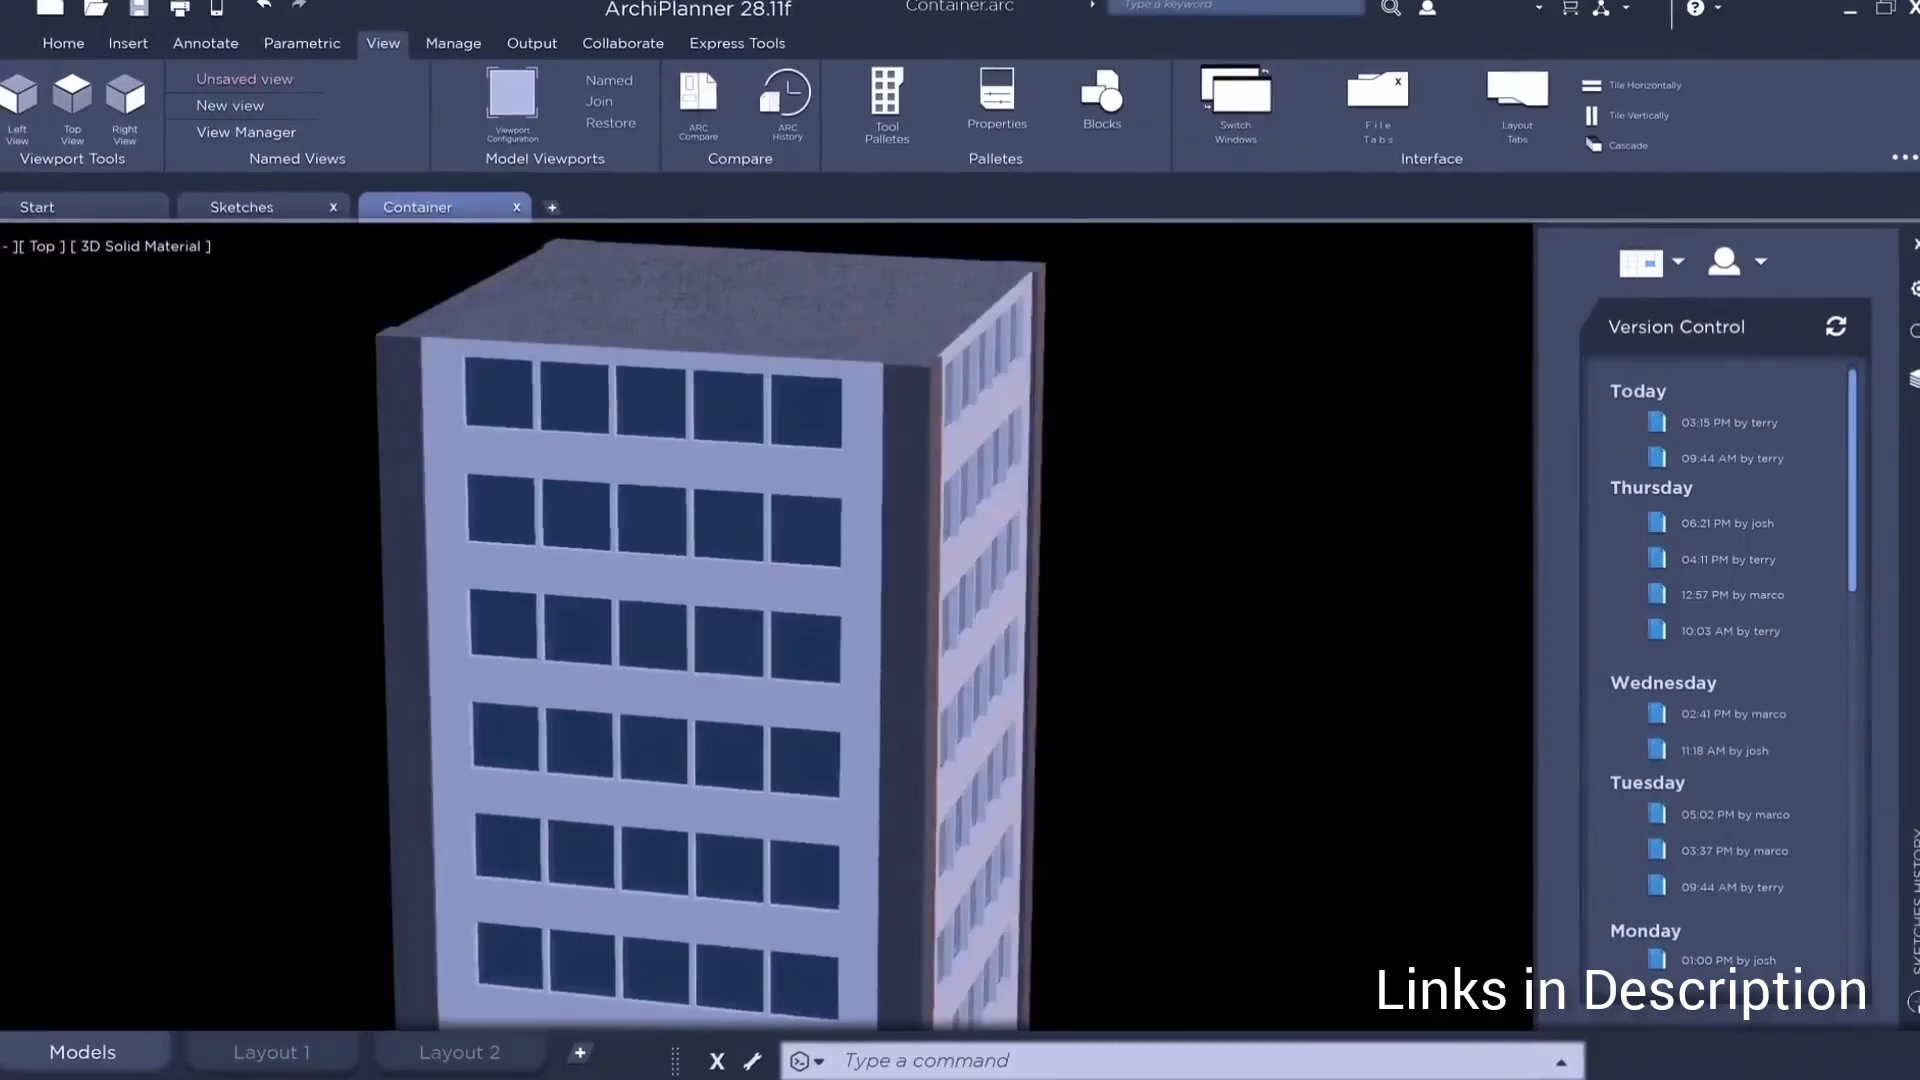 ArchiPlanner 28.11f
Container.arc
Type a keyword
Home Insert Annotate Parametric View Manage Output Collaborate Express Tools
Left View
Top View
Right View
Viewport Tools
Unsaved view
New view
View Manager
Named Views
Viewport Configuration
Named
Join
Restore
Model Viewports
ARC Compare
ARC History
Compare
Tool Palletes
Properties
Blocks
Palletes
Switch Windows
File Tabs
Layout Tabs
Tile Horizontally
Tile Vertically
Cascade
Interface
Start
Sketches x
Container x
- ][ Top ] [ 3D Solid Material ]
Version Control
Today
03:15 PM by terry
09:44 AM by terry
Thursday
06:21 PM by josh
04:11 PM by terry
12:57 PM by marco
10:03 AM by terry
Wednesday
02:41 PM by marco
11:18 AM by josh
Tuesday
05:02 PM by marco
03:37 PM by marco
09:44 AM by terry
Monday
01:00 PM by josh
SKETCHES HISTORY
Links in Description
Models Layout 1 Layout 2
X
Type a command